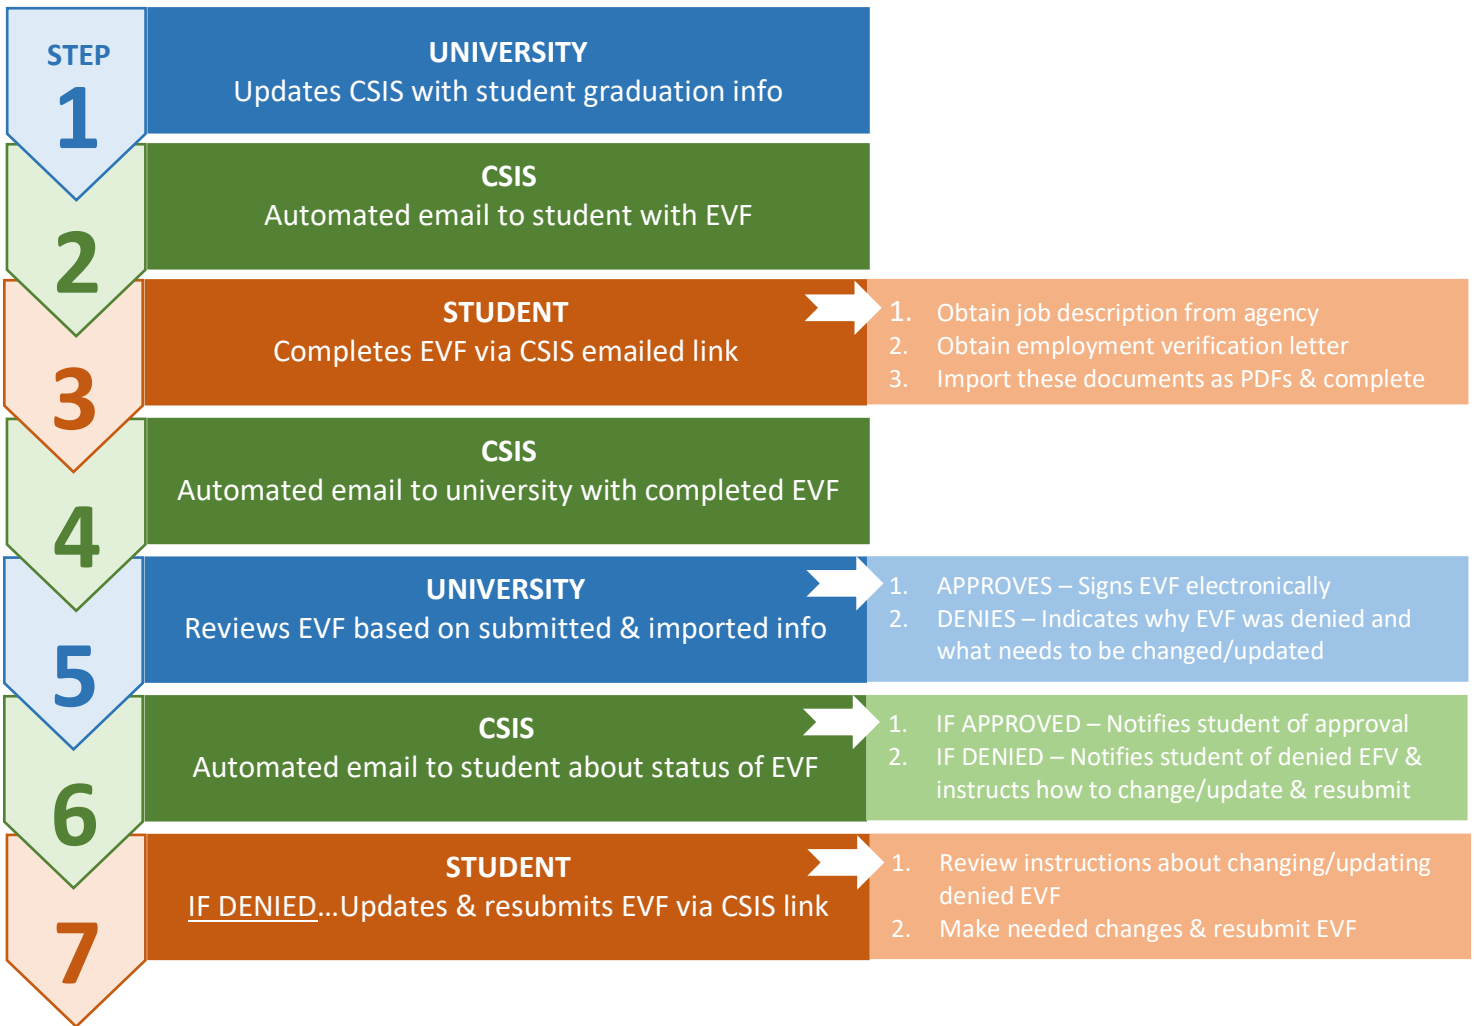 STEP
1
UNIVERSITY
Updates CSIS with student graduation info
2
CSIS
Automated email to student with EVF
3
STUDENT
Completes EVF via CSIS emailed link
1. Obtain job description from agency
2. Obtain employment verification letter
3. Import these documents as PDFs & complete
4
CSIS
Automated email to university with completed EVF
5
UNIVERSITY
Reviews EVF based on submitted & imported info
1. APPROVES – Signs EVF electronically
2. DENIES – Indicates why EVF was denied and
what needs to be changed/updated
6
CSIS
Automated email to student about status of EVF
1. IF APPROVED – Notifies student of approval
2. IF DENIED – Notifies student of denied EFV &
instructs how to change/update & resubmit
7
STUDENT
IF DENIED...Updates & resubmits EVF via CSIS link
1. Review instructions about changing/updating
denied EVF
2. Make needed changes & resubmit EVF